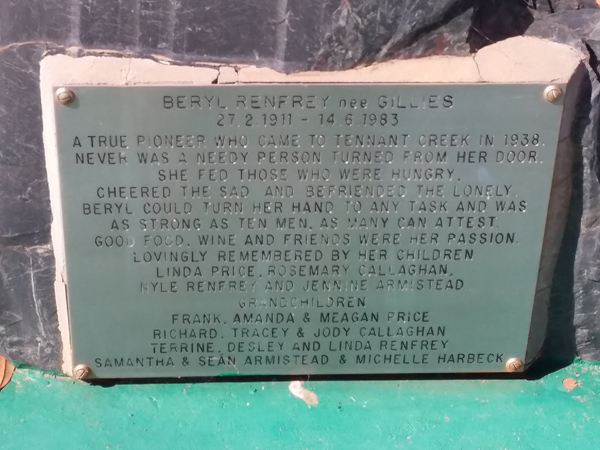 BERYL RENFREY nee GILLIES
27.2.1911 - 14.6.1983
A TRUE PIONEER WHO CAME TO TENNANT CREEK IN 1938.
NEVER WAS A NEEDY PERSON TURNED FROM HER DOOR.
SHE FED THOSE WHO WERE HUNGRY,
CHEERED THE SAD AND BEFRIENDED THE LONELY.
BERYL COULD TURN HER HAND TO ANY TASK AND WAS
AS STRONG AS TEN MEN, AS MANY CAN ATTEST.
GOOD FOOD, WINE AND FRIENDS WERE HER PASSION.
LOVINGLY REMEMBERED BY HER CHILDREN
LINDA PRICE, ROSEMARY CALLAGHAN,
KYLE RENFREY AND JENNINE ARMISTEAD
GRANDCHILDREN
FRANK, AMANDA & MEAGAN PRICE
RICHARD, TRACEY & JODY CALLAGHAN
TERRINE, DESLEY AND LINDA RENFREY
SAMANTHA & SEAN ARMISTEAD & MICHELLE HARBECK